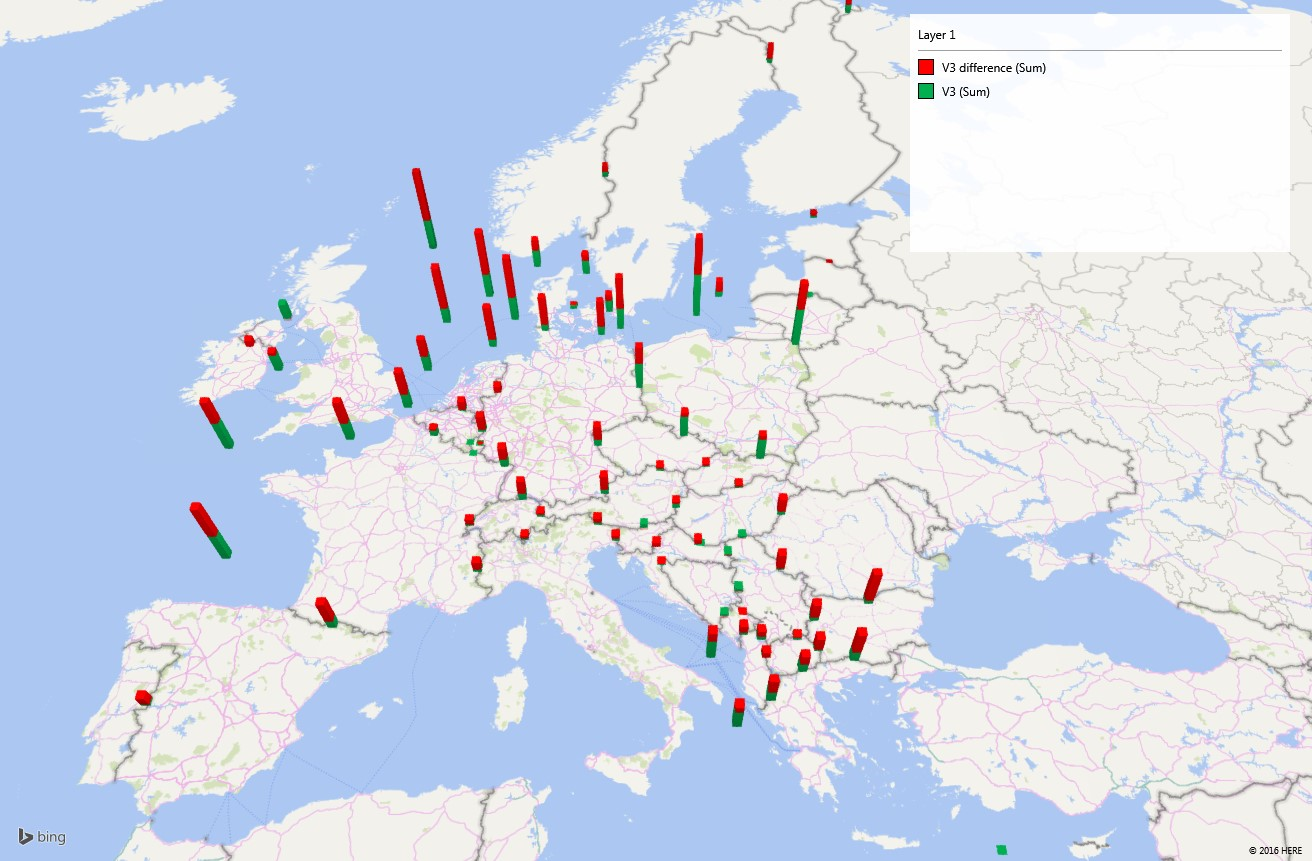 Layer 1
V3 difference (Sum)
V3 (Sum)
bing
© 2016 HERE